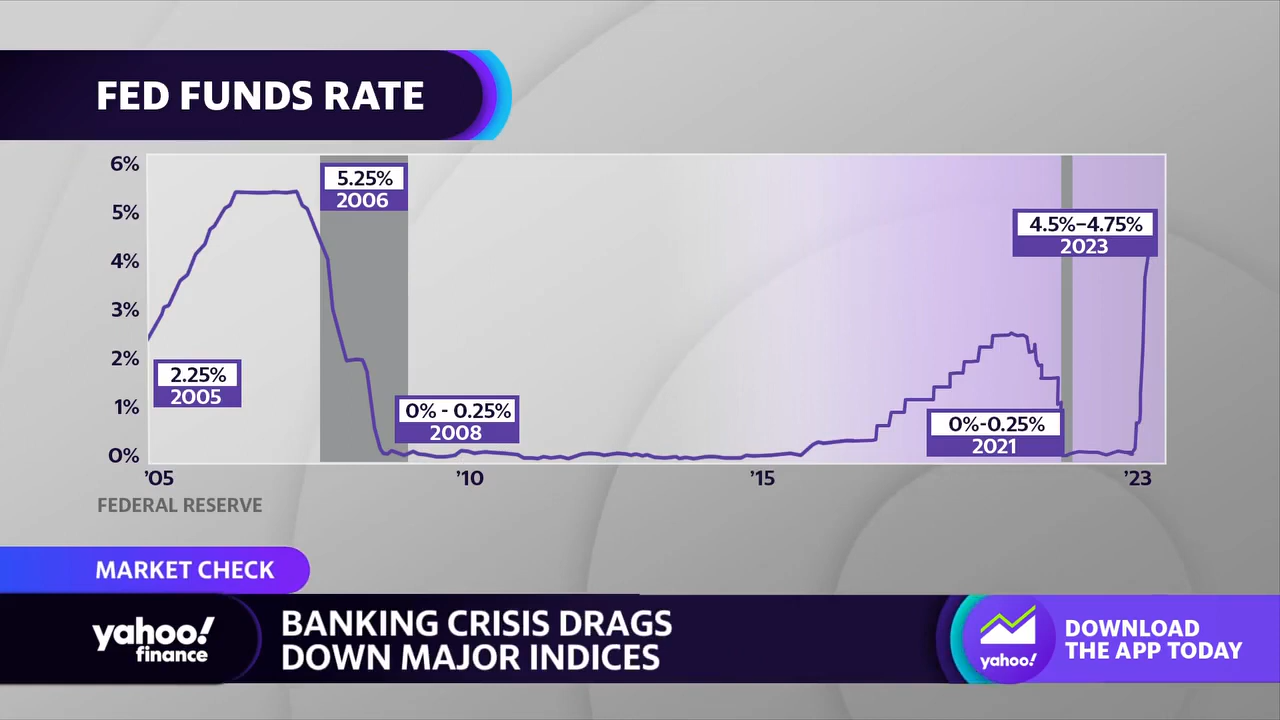 FED FUNDS RATE
6%
5%
4%
3%
2%
1%
0%
5.25%
2006
4.5%–4.75%
2023
2.25%
2005
0% - 0.25%
2008
0%-0.25%
2021
’05
’10
’15
’23
FEDERAL RESERVE
MARKET CHECK
yahoo!
finance
BANKING CRISIS DRAGS
DOWN MAJOR INDICES
yahoo!
DOWNLOAD
THE APP TODAY